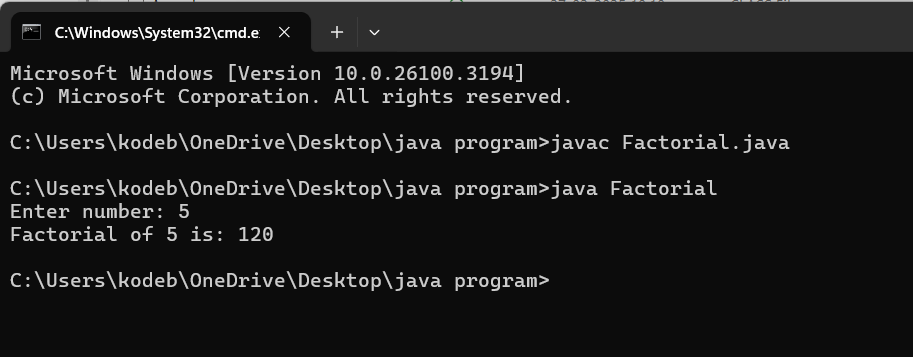 C:\Windows\System32\cmd.e
Microsoft Windows [Version 10.0.26100.3194]
(c) Microsoft Corporation. All rights reserved.
C:\Users\kodeb\OneDrive\Desktop\java program>javac Factorial.java
C:\Users\kodeb\OneDrive\Desktop\java program>java Factorial
Enter number: 5
Factorial of 5 is: 120
C:\Users\kodeb\OneDrive\Desktop\java program>